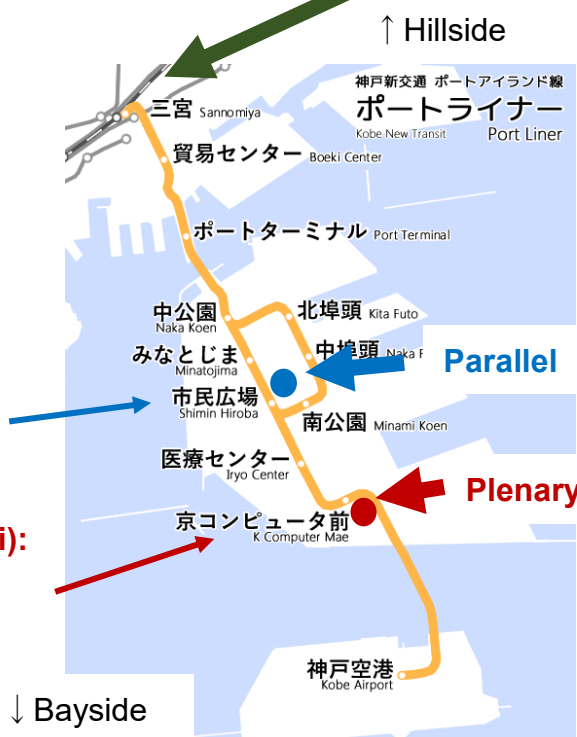 ↑ Hillside
神戸新交通 ポートアイランド線
ポートライナー
Kobe New Transit Port Liner
三宮 Sannomiya
貿易センター Boeki Center
ポートターミナル Port Terminal
中公園
Naka Koen
北埠頭 Kita Futo
みなとじま
Minatojima
中埠頭 Naka F
Parallel
市民広場
Shimin Hiroba
南公園 Minami Koen
医療センター
Iryo Center
Plenary
京コンピュータ前
K Computer Mae
i):
神戸空港
Kobe Airport
↓ Bayside